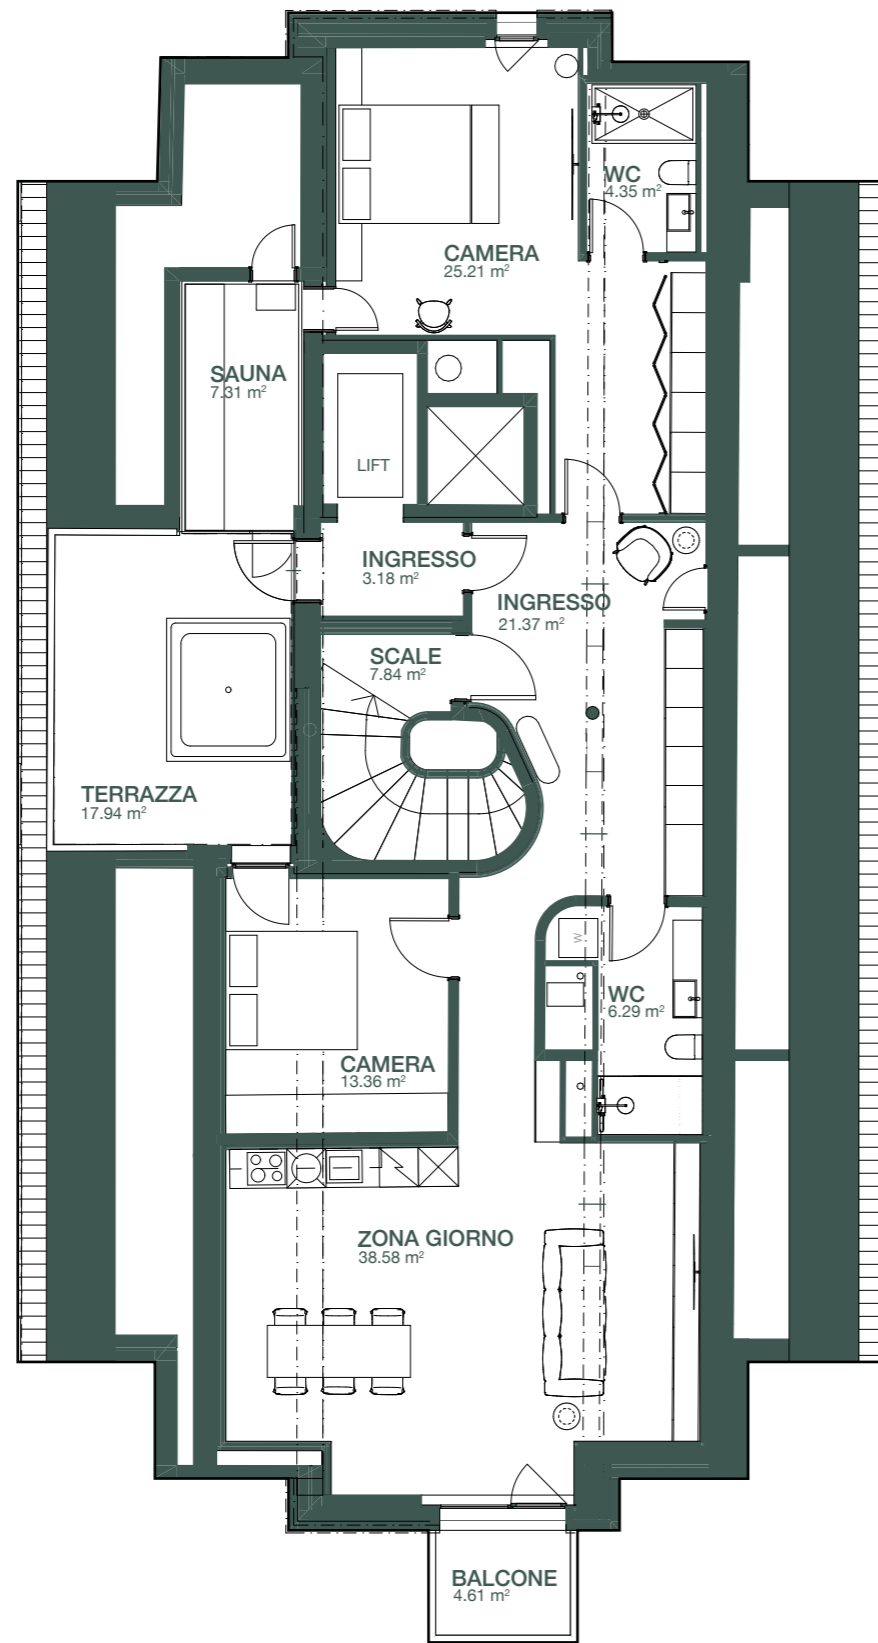 WC
4.35 m²
CAMERA
25.21 m²
SAUNA
7.31 m²
LIFT
INGRESSO
3.18 m²
INGRESSO
21.37 m²
SCALE
7.84 m²
TERRAZZA
17.94 m²
W
WC
6.29 m²
CAMERA
13.36 m²
ZONA GIORNO
38.58 m²
BALCONE
4.61 m²